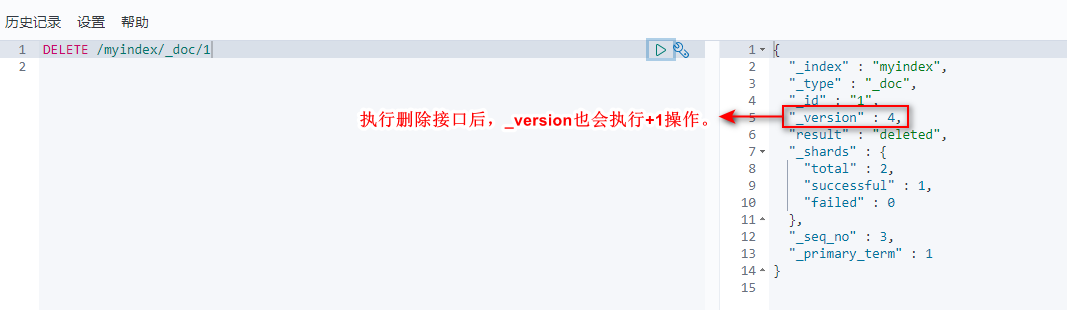 历史记录 设置 帮助
1 DELETE /myindex/_doc/1
2
执行删除接口后，_version也会执行+1操作。
1 {
2 "_index" : "myindex",
3 "_type" : "_doc",
4 "_id" : "1",
5 "_version" : 4,
6 "result" : "deleted",
7 "_shards" : {
8 "total" : 2,
9 "successful" : 1,
10 "failed" : 0
11 },
12 "_seq_no" : 3,
13 "_primary_term" : 1
14 }
15